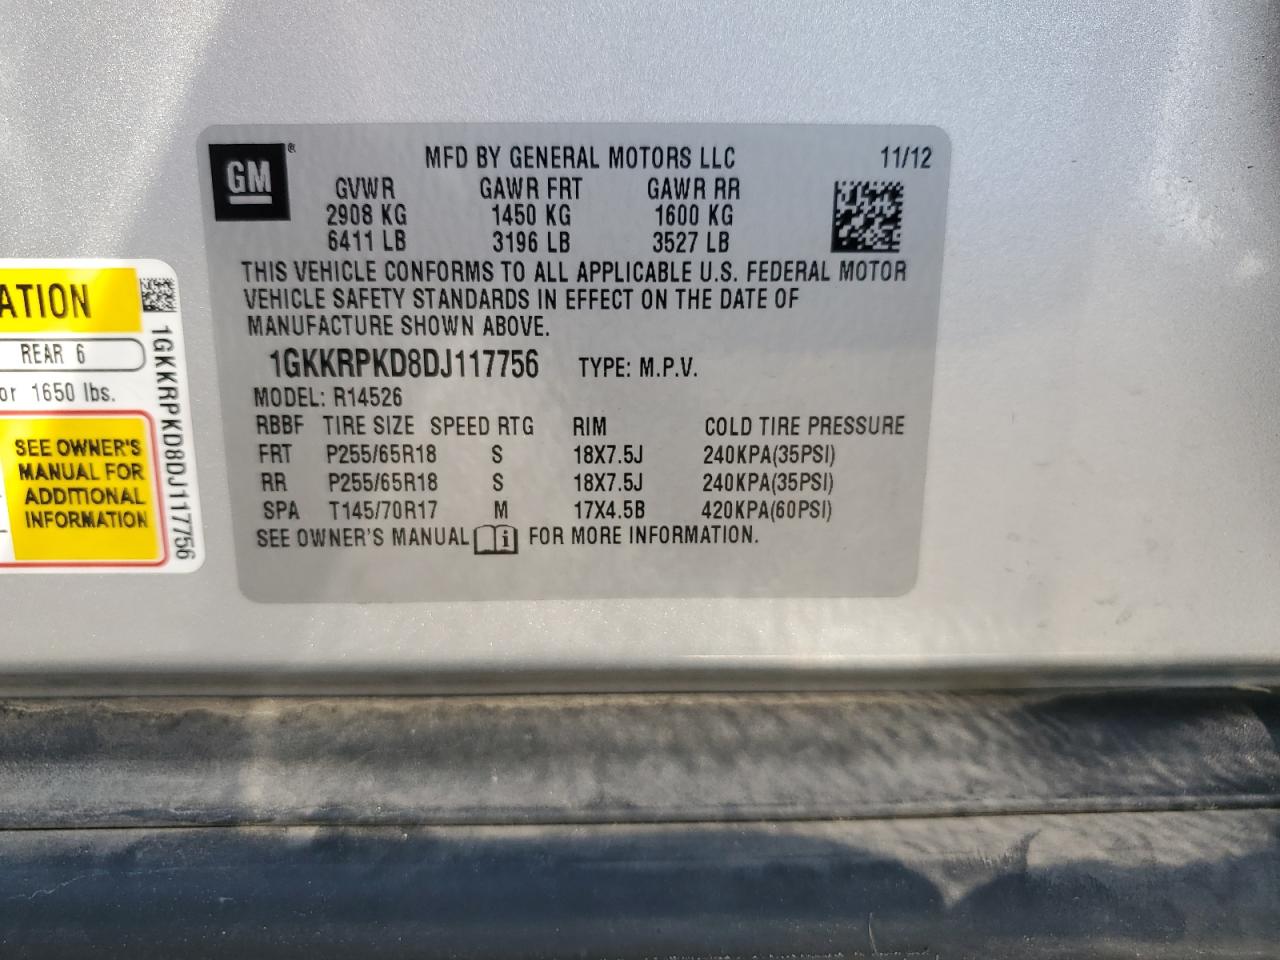 GM®
MFD BY GENERAL MOTORS LLC 11/12
GVWR GAWR FRT GAWR RR
2908 KG 1450 KG 1600 KG
6411 LB 3196 LB 3527 LB
THIS VEHICLE CONFORMS TO ALL APPLICABLE U.S. FEDERAL MOTOR
VEHICLE SAFETY STANDARDS IN EFFECT ON THE DATE OF
MANUFACTURE SHOWN ABOVE.
1GKKRPKD8DJ117756 TYPE: M.P.V.
MODEL: R14526
RBBF TIRE SIZE SPEED RTG RIM COLD TIRE PRESSURE
FRT P255/65R18 S 18X7.5J 240KPA(35PSI)
RR P255/65R18 S 18X7.5J 240KPA(35PSI)
SPA T145/70R17 M 17X4.5B 420KPA(60PSI)
SEE OWNER'S MANUAL i FOR MORE INFORMATION.
ATION
REAR 6
or 1650 lbs.
SEE OWNER'S
MANUAL FOR
ADDITIONAL
INFORMATION
1GKKRPKD8DJ117756